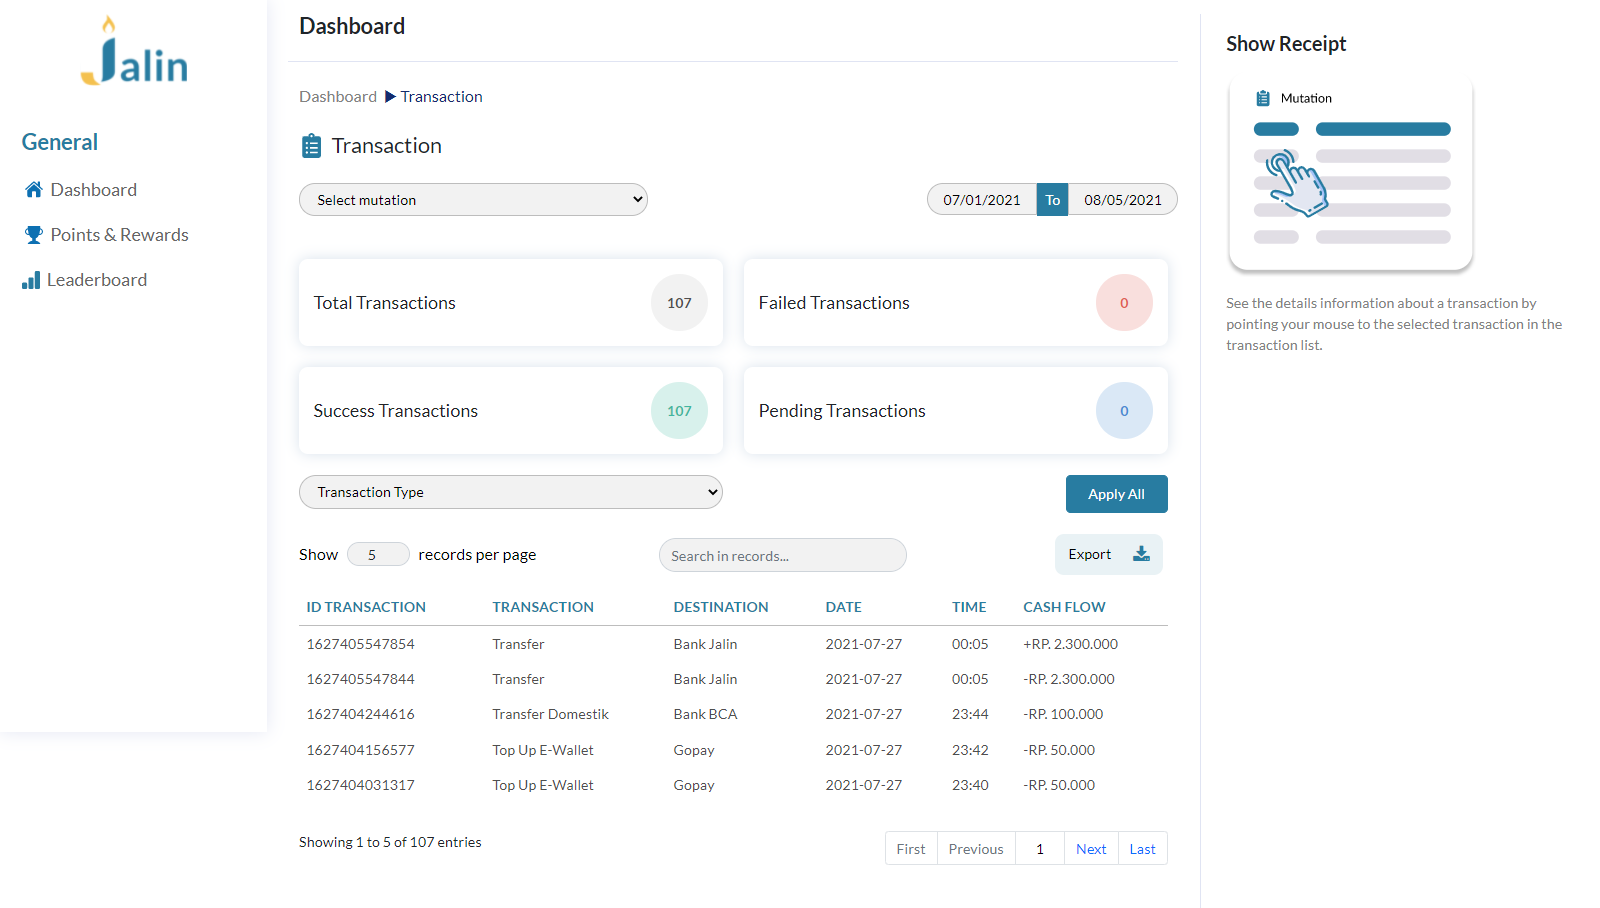 Jalin
General
Dashboard
Points & Rewards
Leaderboard
Dashboard
Dashboard Transaction
Transaction
Select mutation
07/01/2021 To 08/05/2021
Total Transactions 107
Failed Transactions 0
Success Transactions 107
Pending Transactions 0
Transaction Type
Apply All
Show 5 records per page
Search in records...
Export
ID TRANSACTION TRANSACTION DESTINATION DATE TIME CASH FLOW
1627405547854 Transfer Bank Jalin 2021-07-27 00:05 +RP. 2.300.000
1627405547844 Transfer Bank Jalin 2021-07-27 00:05 -RP. 2.300.000
1627404244616 Transfer Domestik Bank BCA 2021-07-27 23:44 -RP. 100.000
1627404156577 Top Up E-Wallet Gopay 2021-07-27 23:42 -RP. 50.000
1627404031317 Top Up E-Wallet Gopay 2021-07-27 23:40 -RP. 50.000
Showing 1 to 5 of 107 entries
First Previous 1 Next Last
Show Receipt
Mutation
See the details information about a transaction by
pointing your mouse to the selected transaction in the
transaction list.